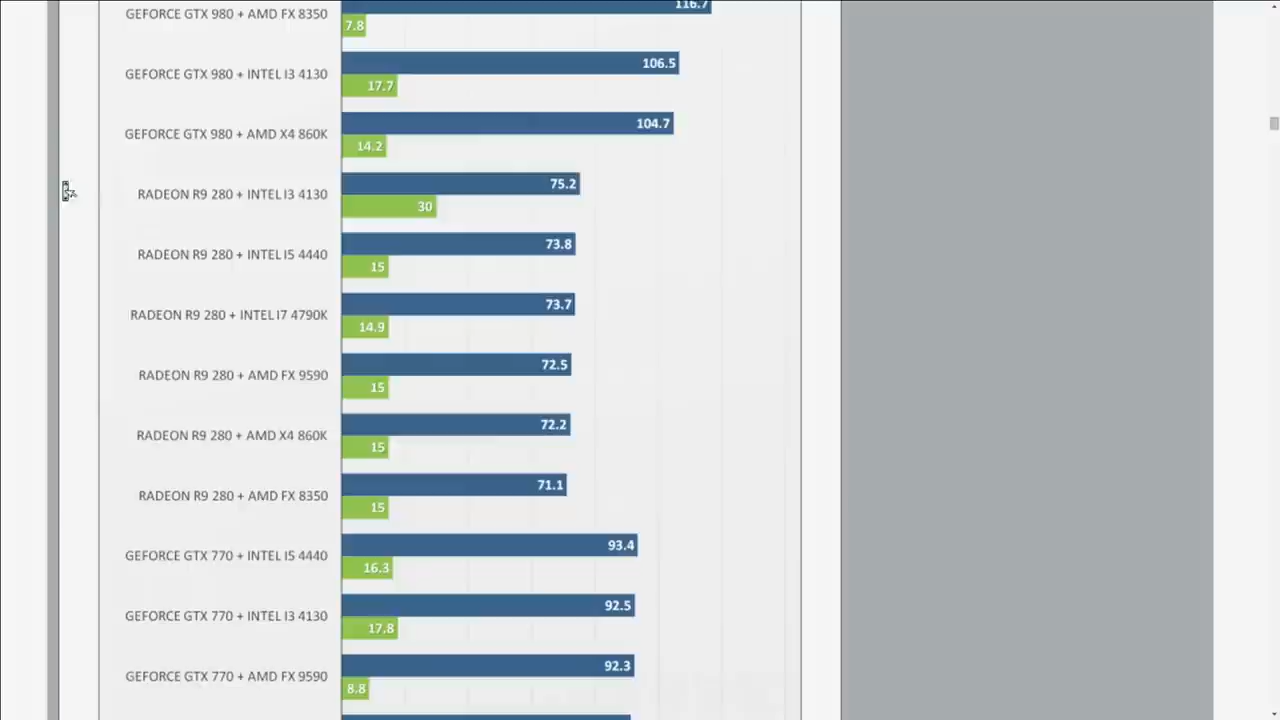 GEFORCE GTX 980 + AMD FX 8350 116.7
7.8
GEFORCE GTX 980 + INTEL I3 4130 106.5
17.7
GEFORCE GTX 980 + AMD X4 860K 104.7
14.2
RADEON R9 280 + INTEL I3 4130 75.2
30
RADEON R9 280 + INTEL I5 4440 73.8
15
RADEON R9 280 + INTEL I7 4790K 73.7
14.9
RADEON R9 280 + AMD FX 9590 72.5
15
RADEON R9 280 + AMD X4 860K 72.2
15
RADEON R9 280 + AMD FX 8350 71.1
15
GEFORCE GTX 770 + INTEL I5 4440 93.4
16.3
GEFORCE GTX 770 + INTEL I3 4130 92.5
17.8
GEFORCE GTX 770 + AMD FX 9590 92.3
8.8